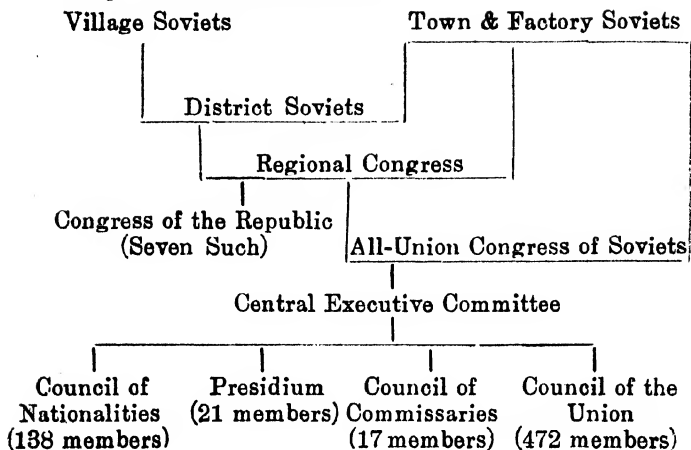 Village Soviets Town & Factory Soviets
District Soviets
Regional Congress
Congress of the Republic
(Seven Such)
All-Union Congress of Soviets
Central Executive Committee
Council of Nationalities
(138 members)
Presidium
(21 members)
Council of Commissaries
(17 members)
Council of the Union
(472 members)